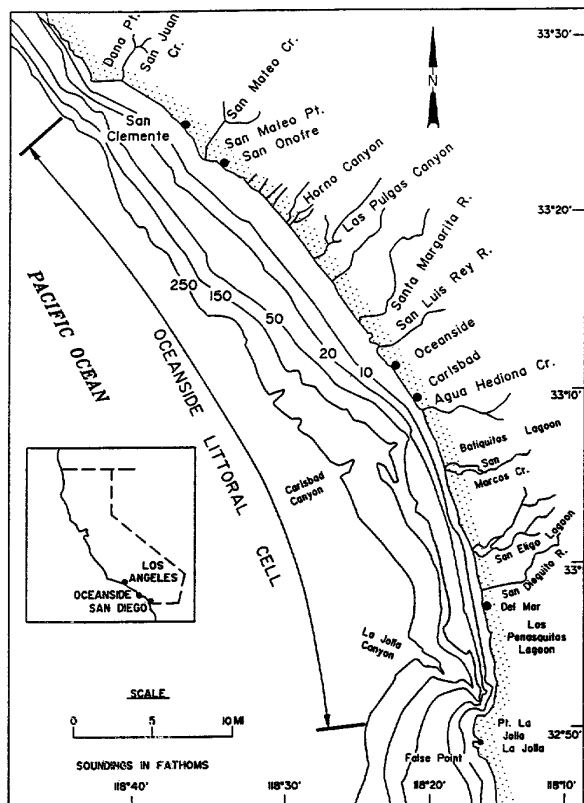 33°30'
Dana Pt.
San Juan
Cr.
San Mateo Cr.
N
San
Clemente
San Mateo Pt.
San Onofre
Horno Canyon
Las Pulgas Canyon
33°20'
Santa Margarita R.
San Luis Rey R.
250
150
50
20
10
PACIFIC OCEAN
OCEANSIDE LITTORAL CELL
Oceanside
Carlsbad
Agua Hediona Cr.
33°10'
Batiquitos Lagoon
San
Marcos Cr.
Carlsbad
Canyon
LOS
ANGELES
OCEANSIDE
SAN DIEGO
San Eligo Lagoon
33°
San Dieguito R.
Del Mar
Los
Penasquitos
Lagoon
La Jolla
Canyon
SCALE
0 5 10 MI
SOUNDINGS IN FATHOMS
Pt. La
Jolla
La Jolla
32°50'
False Point
118°40' 118°30' 118°20' 118°10'